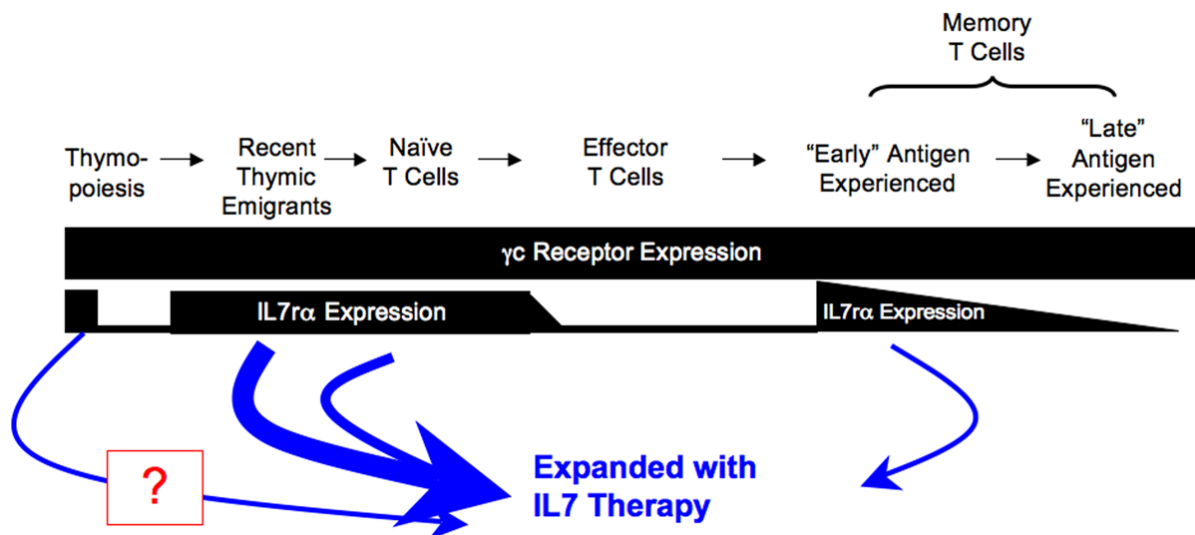 Memory
T Cells
Thymo-
poiesis
Recent
Thymic
Emigrants
Naïve
T Cells
Effector
T Cells
“Early” Antigen
Experienced
“Late”
Antigen
Experienced
γc Receptor Expression
IL7rα Expression
IL7rα Expression
?
Expanded with
IL7 Therapy